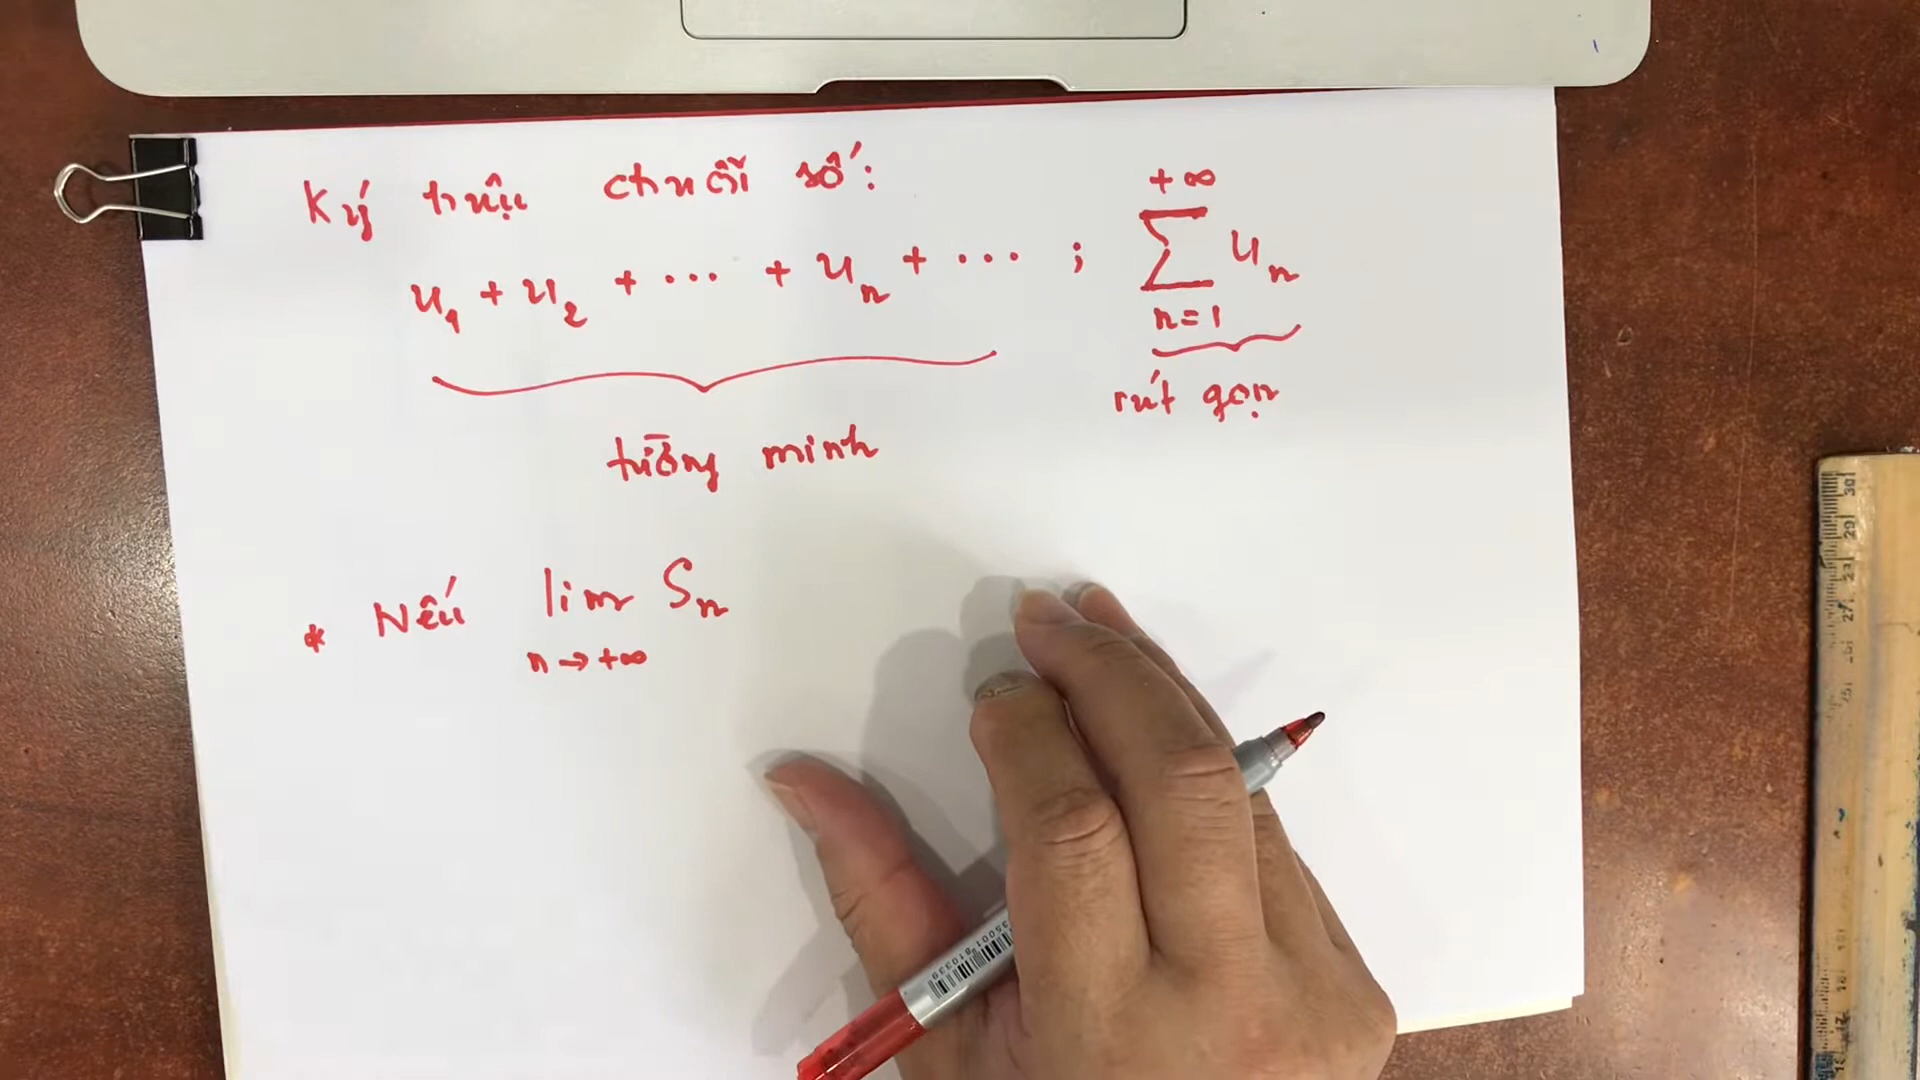 Ký hiệu chuỗi số:
u₁ + u₂ + ... + uₙ + ... ; +∞ ∑ n=1 uₙ
tường minh
rút gọn
* Nếu lim Sₙ
n → +∞